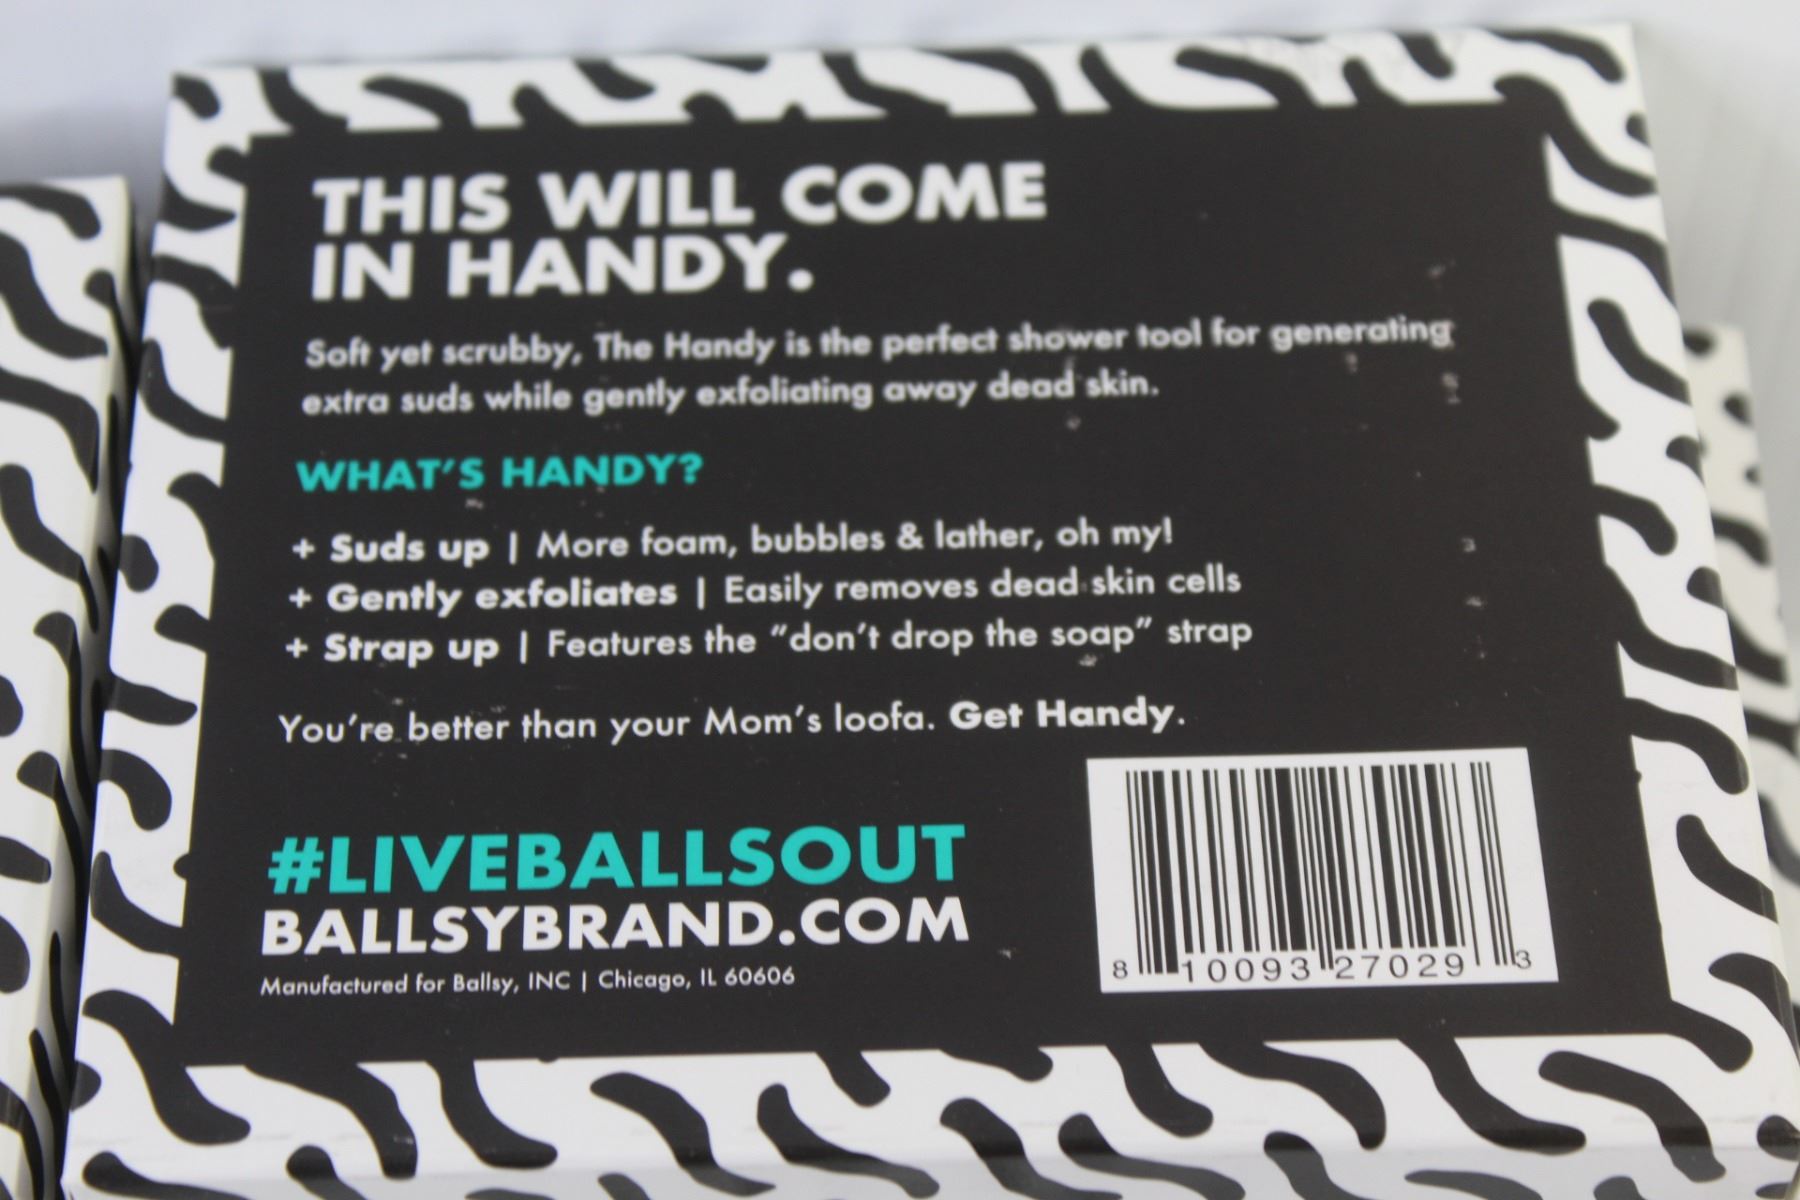 THIS WILL COME
IN HANDY.
Soft yet scrubby, The Handy is the perfect shower tool for generating
extra suds while gently exfoliating away dead skin.
WHAT'S HANDY?
+ Suds up | More foam, bubbles & lather, oh my!
+ Gently exfoliates | Easily removes dead skin cells
+ Strap up | Features the "don't drop the soap" strap
You're better than your Mom's loofa. Get Handy.
#LIVEBALLSOUT
BALLSYBRAND.COM
Manufactured for Ballsy, INC | Chicago, IL 60606
8 10093 27029 3